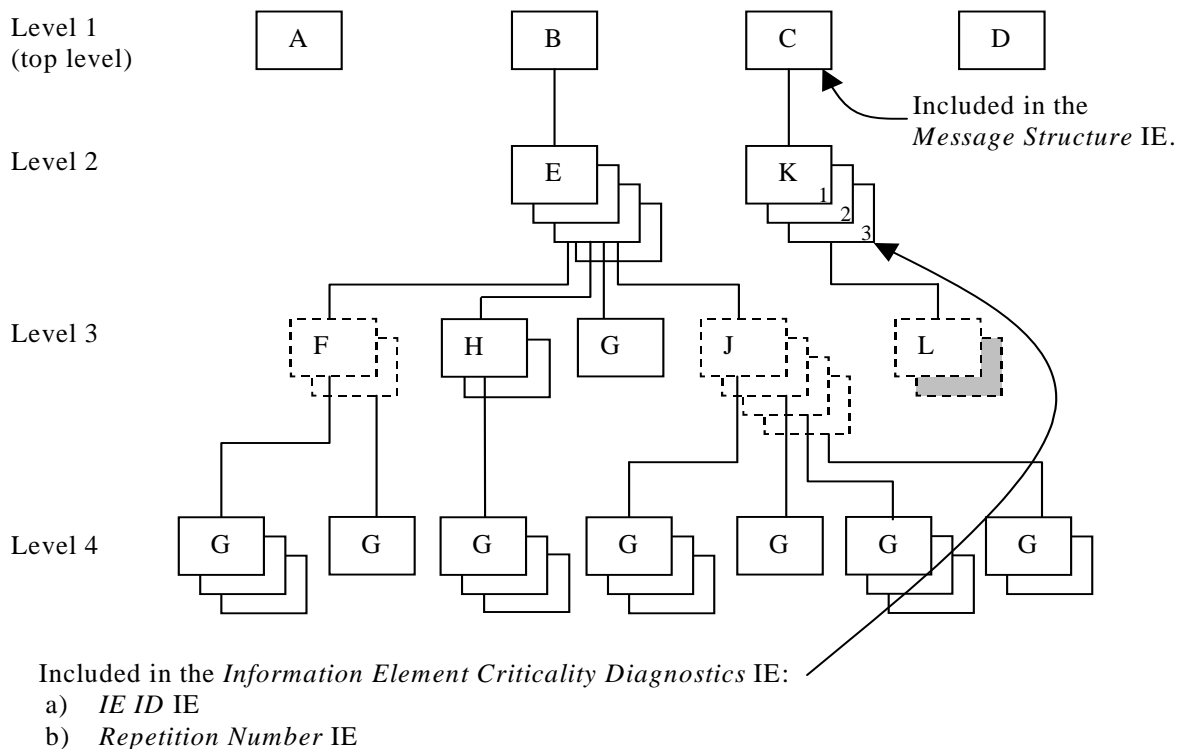 Level 1
(top level)
A
B
C
D
Included in the
Message Structure IE.
Level 2
E
K
1
2
3
Level 3
F
H
G
J
L
Level 4
G
G
G
G
G
G
G
Included in the Information Element Criticality Diagnostics IE:
a) IE ID IE
b) Repetition Number IE